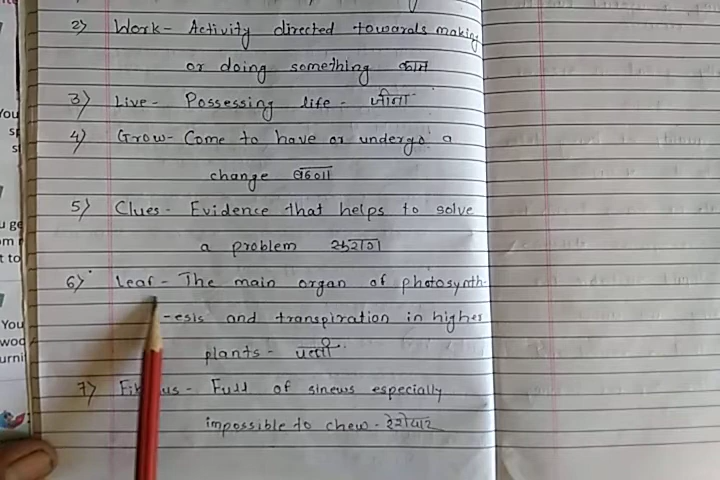 2) Work- Activity directed towards making
or doing something काम
3) Live- Possessing life- जीना
4) Grow- Come to have or undergo a
change बढना
5) Clues- Evidence that helps to solve
a problem सुराग
6) Leaf- The main organ of photosynth-
-esis and transpiration in higher
plants- पत्ती
7) Full of sinews especially
impossible to chew- रेशेदार